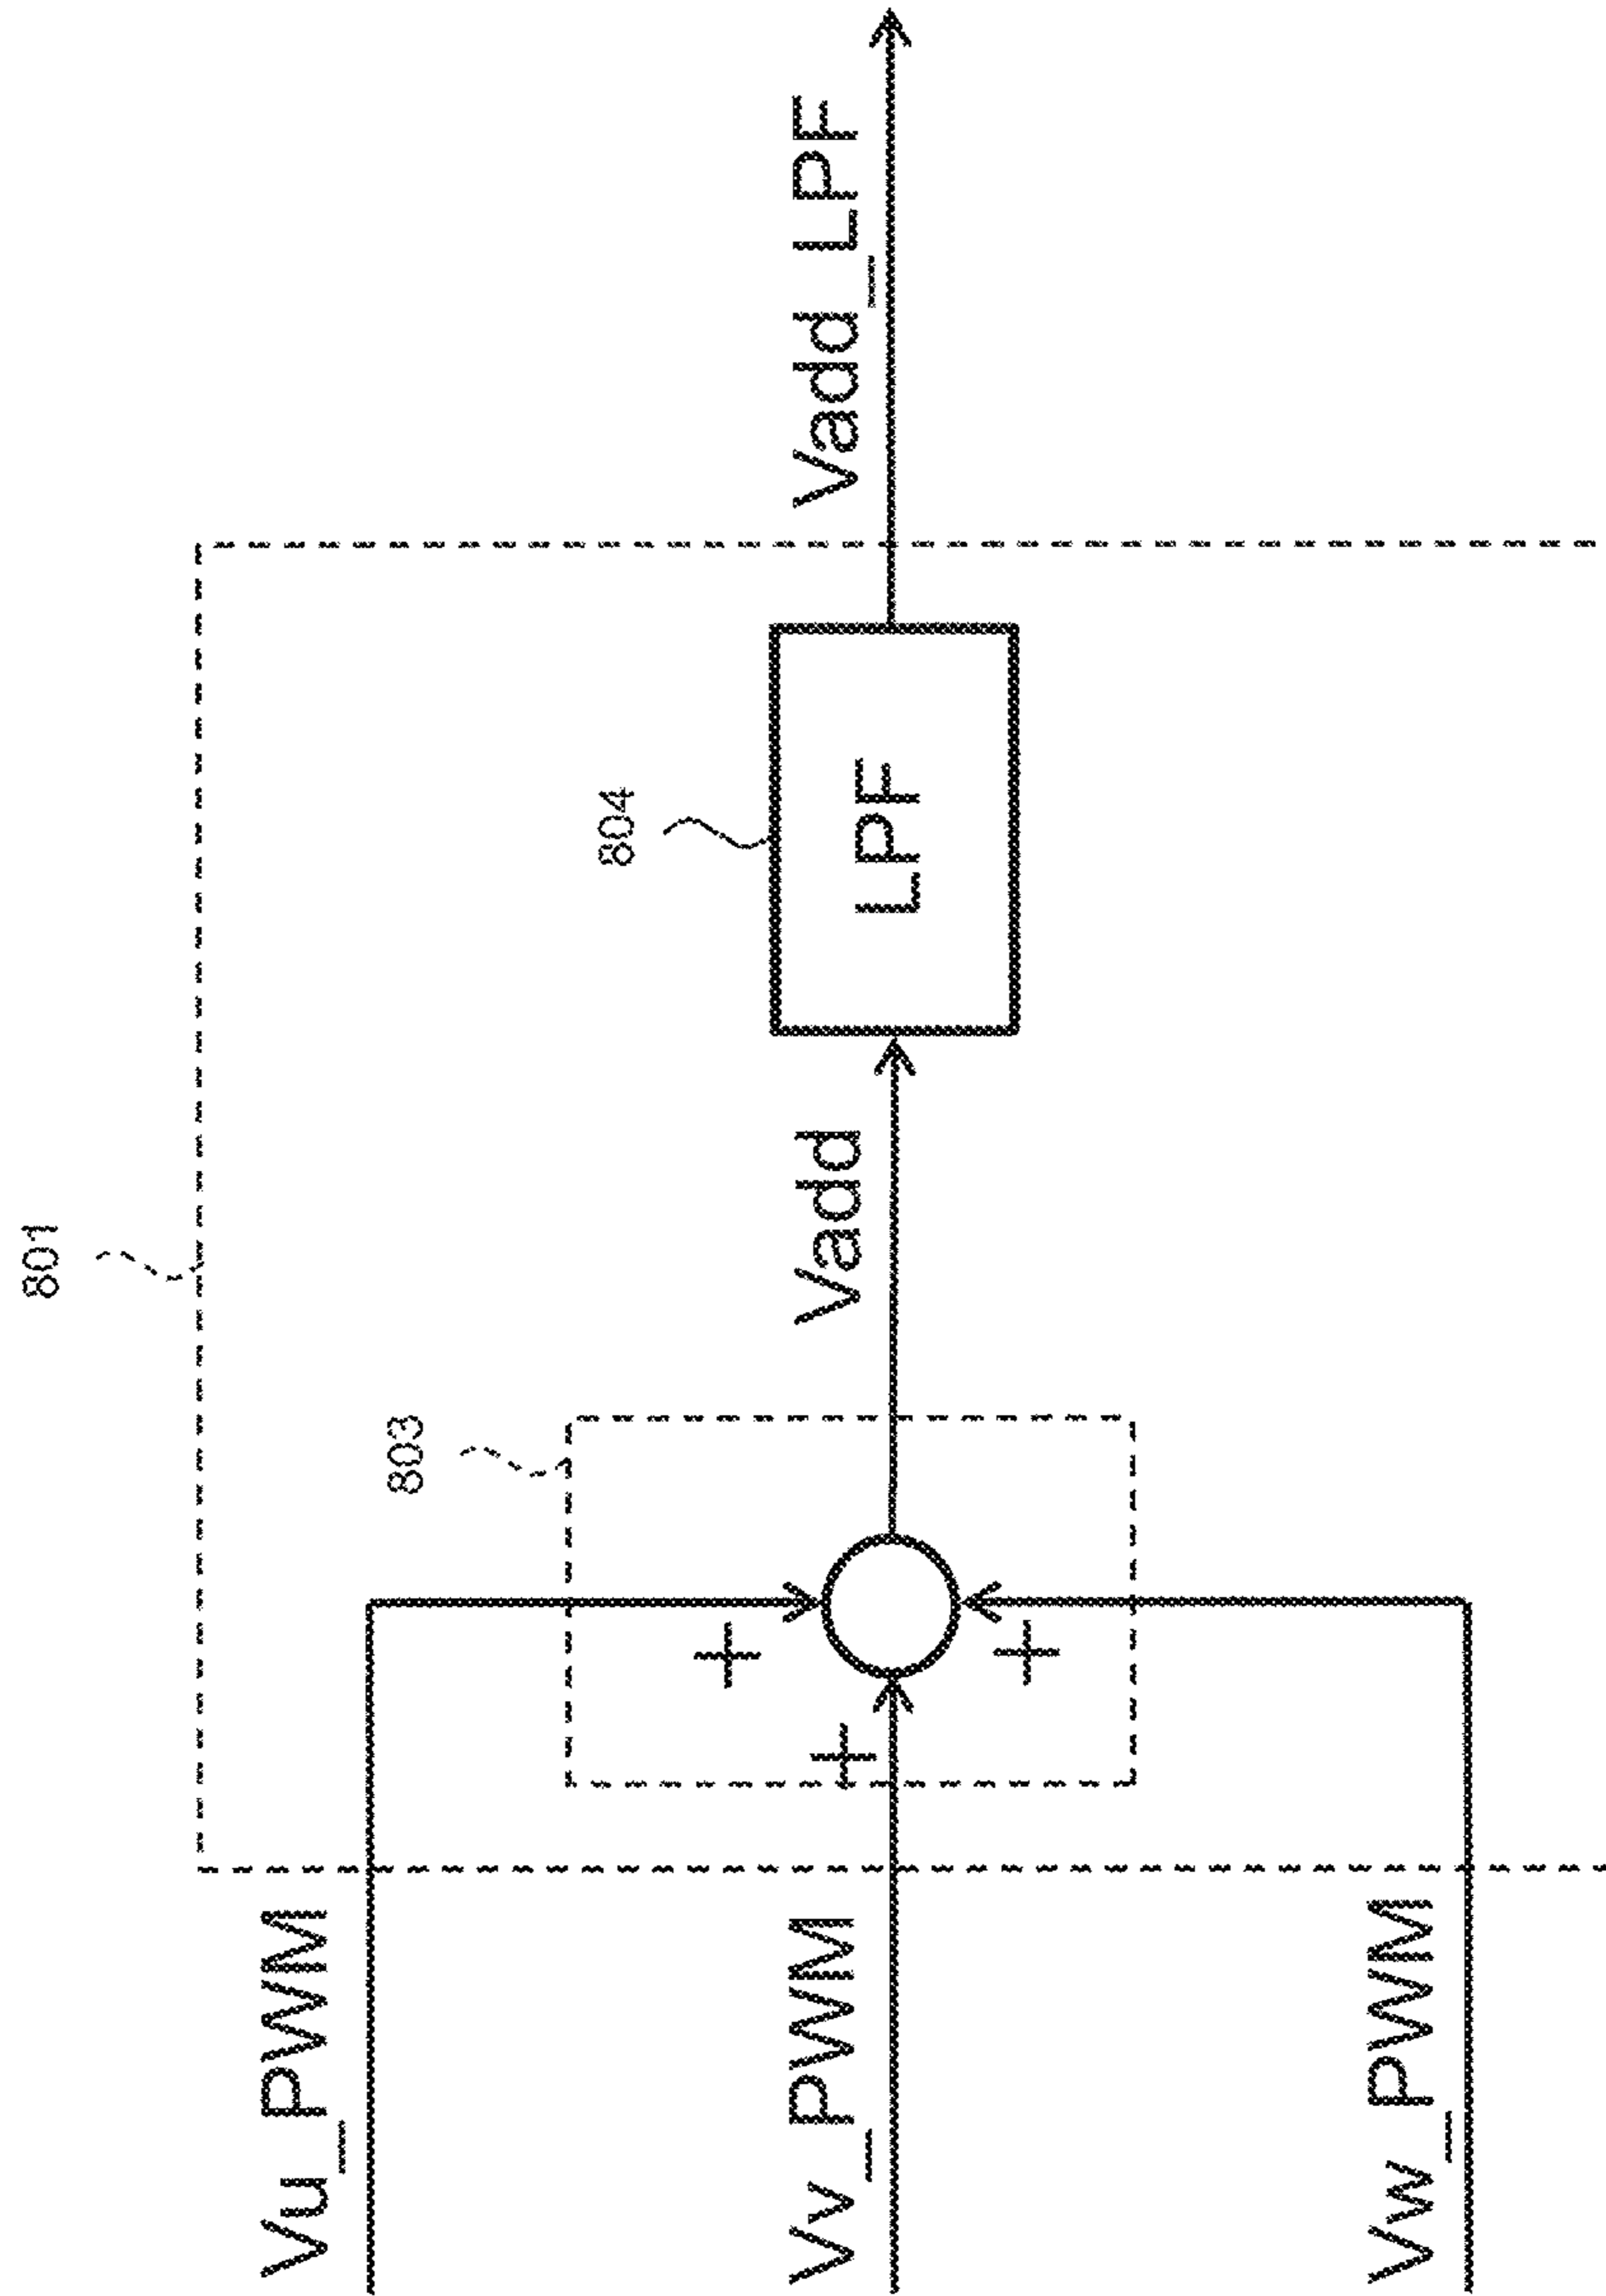 801
803
804
Vu_PWM
Vv_PWM
Vw_PWM
+
+
+
Vadd
LPF
Vadd_LPF